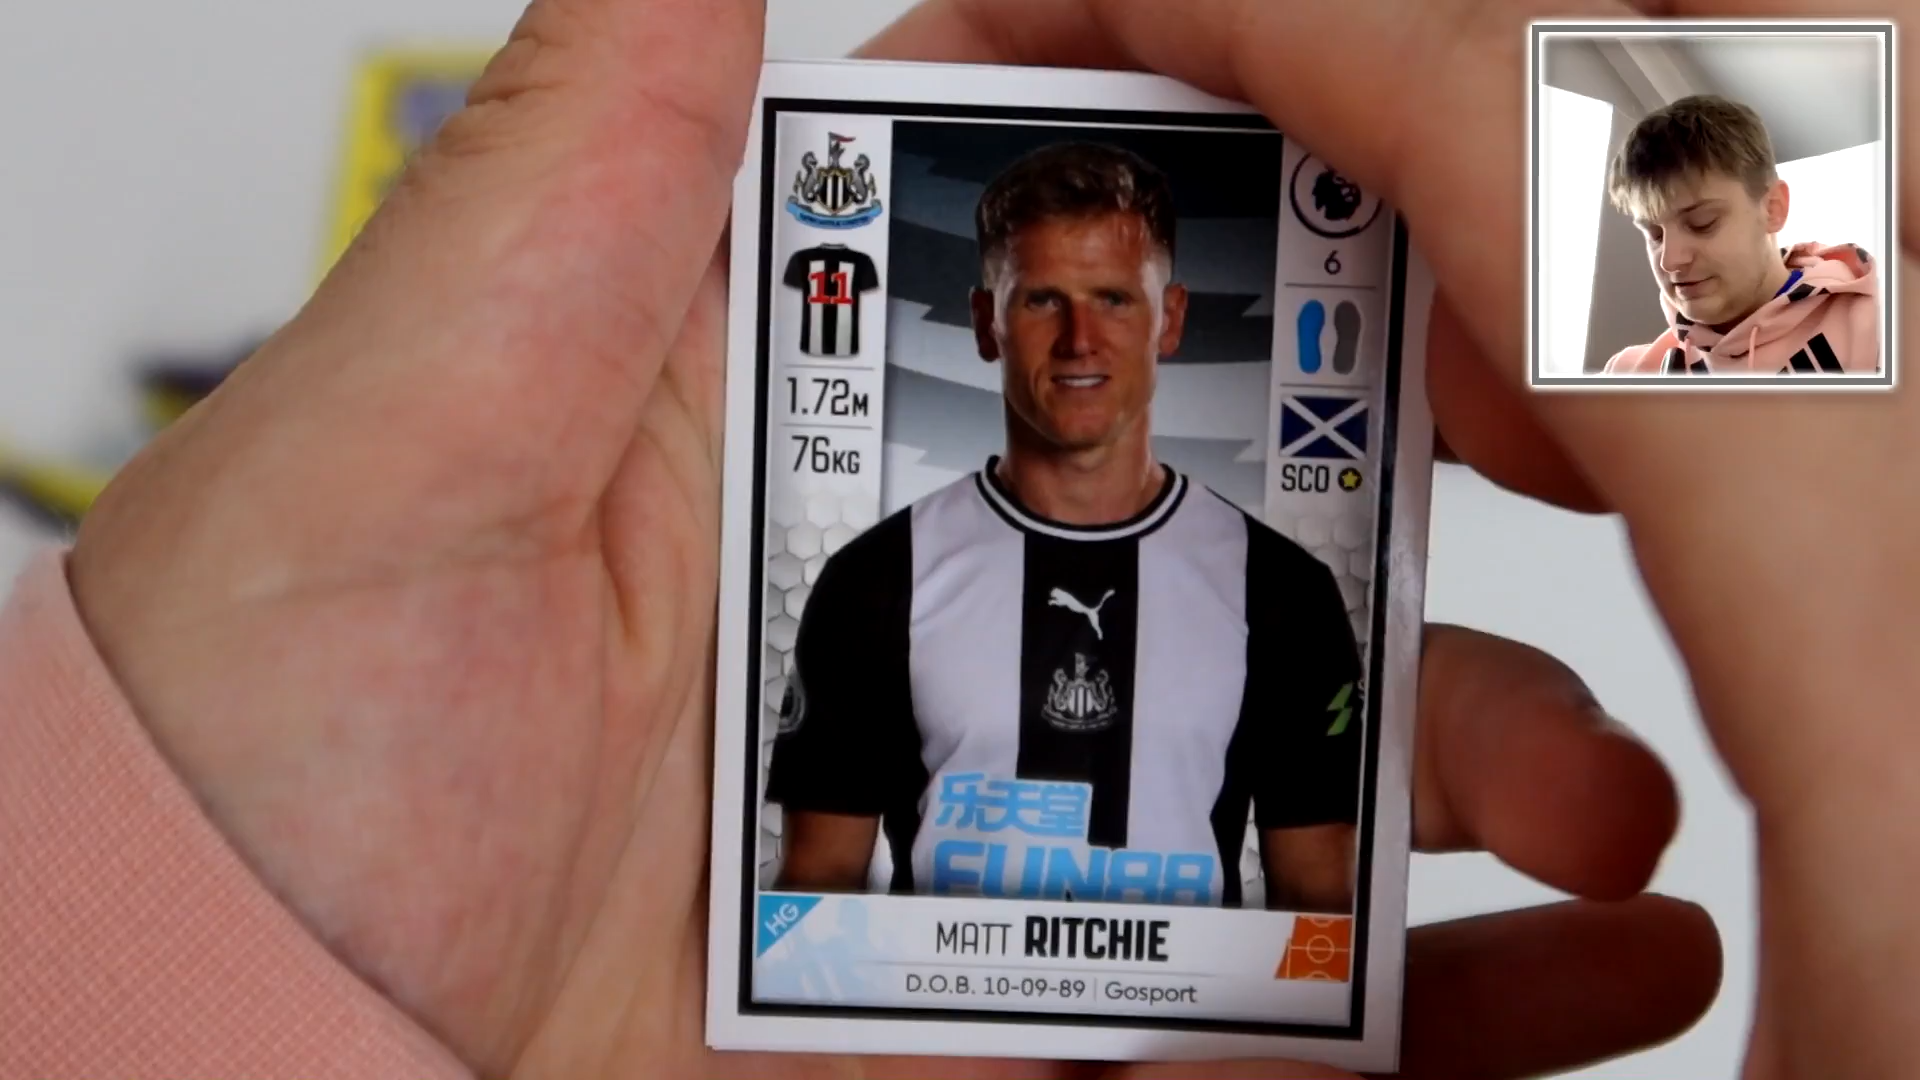 11
1.72M
76KG
6
SCO
乐天堂
FUN88
HG
MATT RITCHIE
D.O.B. 10-09-89 | Gosport